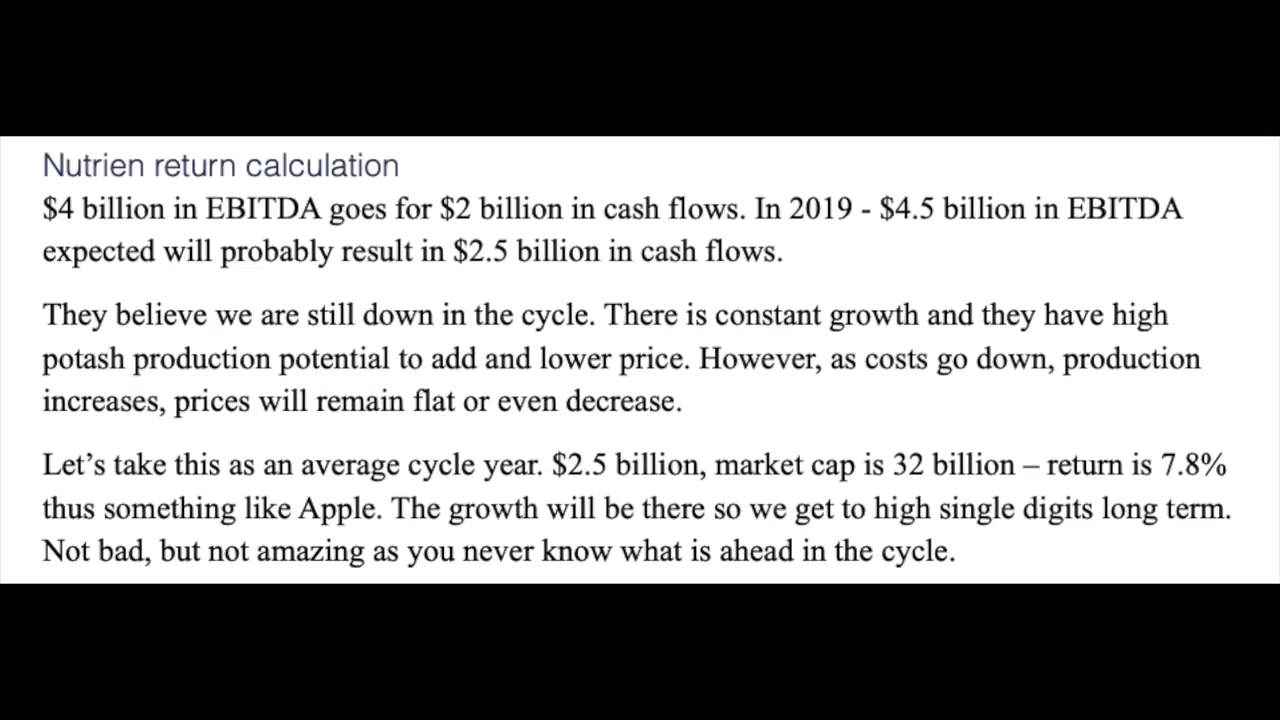 Nutrien return calculation
$4 billion in EBITDA goes for $2 billion in cash flows. In 2019 - $4.5 billion in EBITDA
expected will probably result in $2.5 billion in cash flows.
They believe we are still down in the cycle. There is constant growth and they have high
potash production potential to add and lower price. However, as costs go down, production
increases, prices will remain flat or even decrease.
Let’s take this as an average cycle year. $2.5 billion, market cap is 32 billion – return is 7.8%
thus something like Apple. The growth will be there so we get to high single digits long term.
Not bad, but not amazing as you never know what is ahead in the cycle.